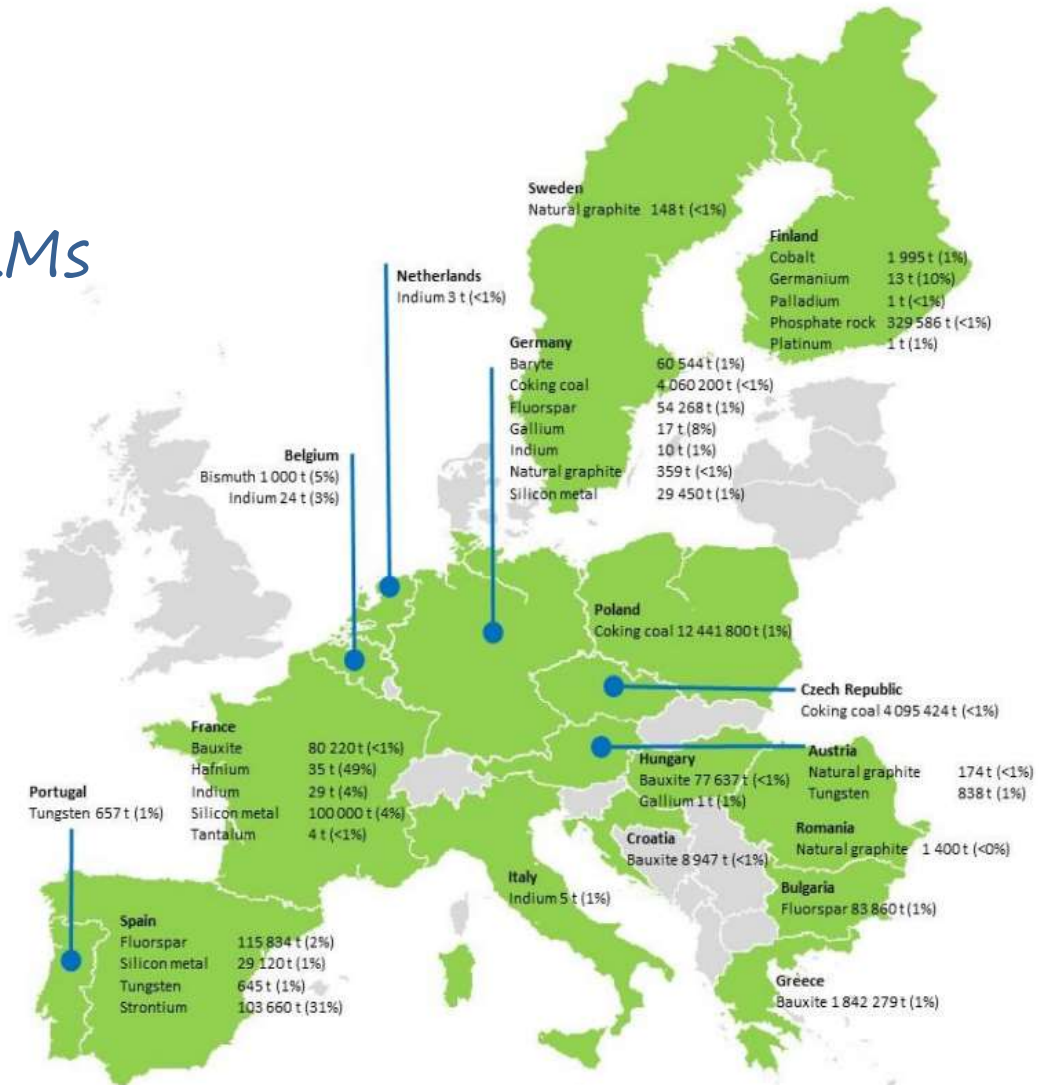 Ms
Sweden
Natural graphite 148 t (<1%)
Finland
Cobalt 1 995 t (1%)
Germanium 13 t (10%)
Palladium 1 t (<1%)
Phosphate rock 329 586 t (<1%)
Platinum 1 t (1%)
Netherlands
Indium 3 t (<1%)
Germany
Baryte 60 544 t (1%)
Coking coal 4 060 200 t (<1%)
Fluorspar 54 268 t (1%)
Gallium 17 t (8%)
Indium 10 t (1%)
Natural graphite 359 t (<1%)
Silicon metal 29 450 t (1%)
Belgium
Bismuth 1 000 t (5%)
Indium 24 t (3%)
Poland
Coking coal 12 441 800 t (1%)
Czech Republic
Coking coal 4 095 424 t (<1%)
France
Bauxite 80 220 t (<1%)
Hafnium 35 t (49%)
Indium 29 t (4%)
Silicon metal 100 000 t (4%)
Tantalum 4 t (<1%)
Austria
Natural graphite 174 t (<1%)
Tungsten 838 t (1%)
Hungary
Bauxite 77 637 t (<1%)
Gallium 1 t (1%)
Portugal
Tungsten 657 t (1%)
Romania
Natural graphite 1 400 t (<0%)
Croatia
Bauxite 8 947 t (<1%)
Italy
Indium 5 t (1%)
Bulgaria
Fluorspar 83 860 t (1%)
Spain
Fluorspar 115 834 t (2%)
Silicon metal 29 120 t (1%)
Tungsten 645 t (1%)
Strontium 103 660 t (31%)
Greece
Bauxite 1 842 279 t (1%)